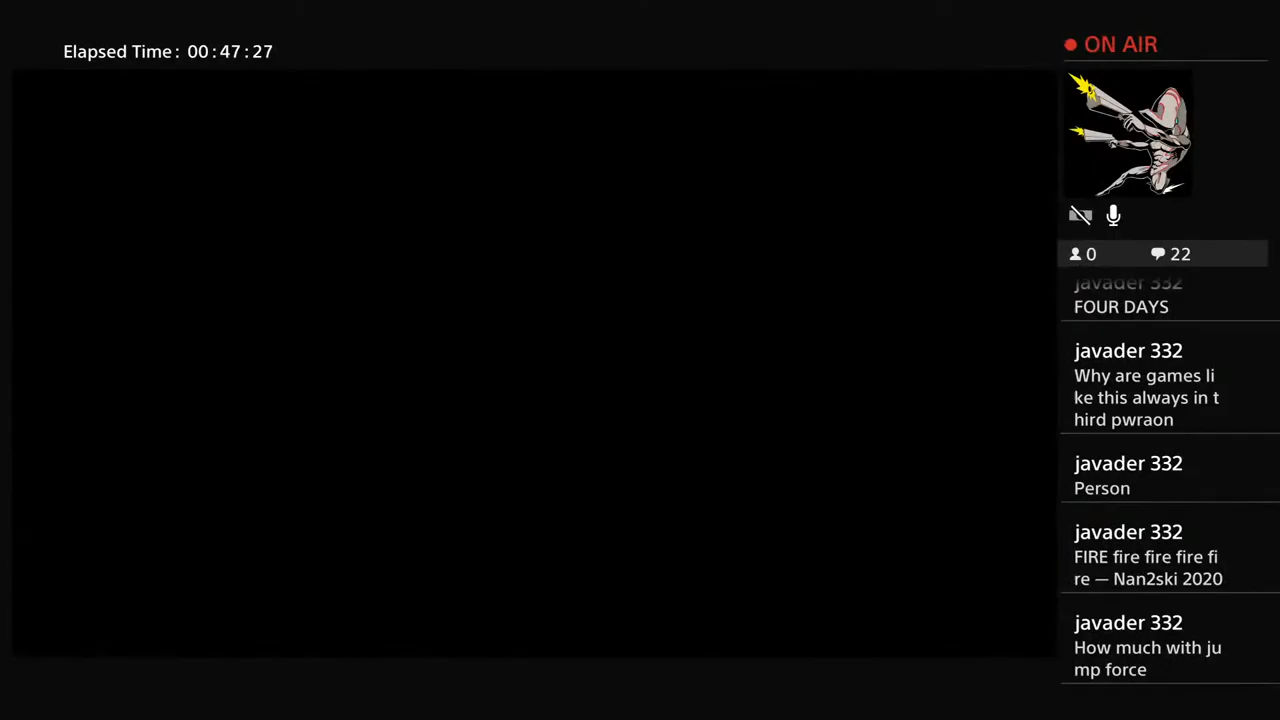 Elapsed Time: 00:47:27
ON AIR
0
22
javader 332
FOUR DAYS
javader 332
Why are games li
ke this always in t
hird pwraon
javader 332
Person
javader 332
FIRE fire fire fire fi
re — Nan2ski 2020
javader 332
How much with ju
mp force